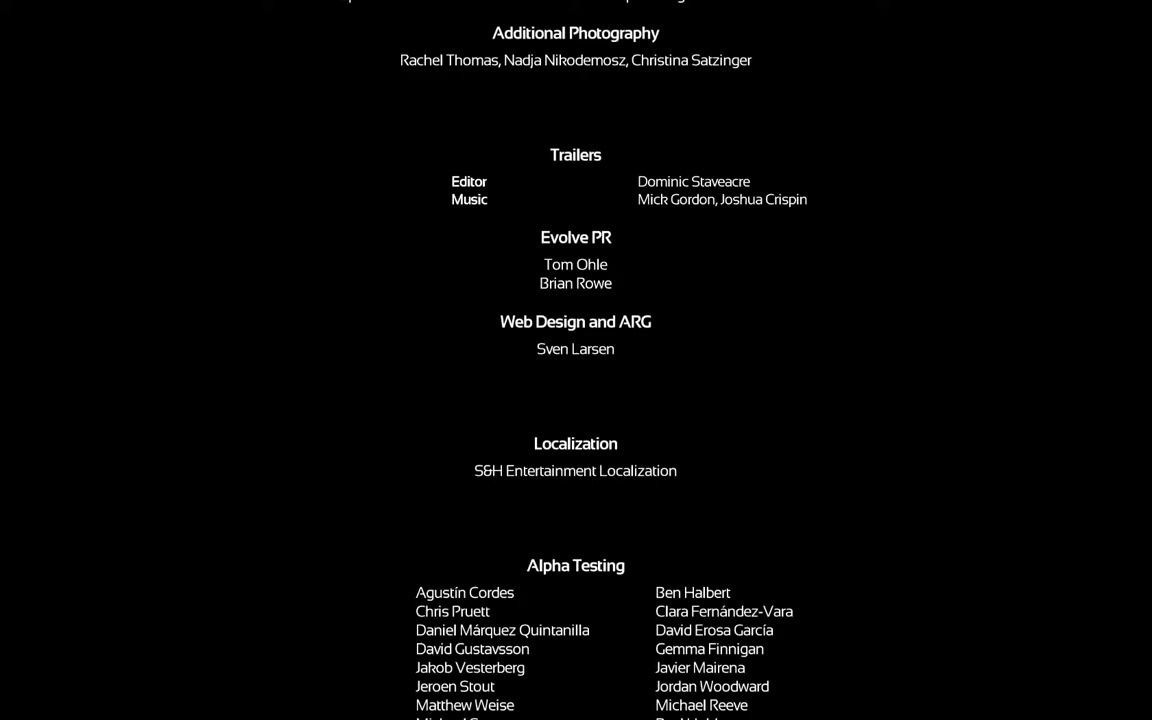 Additional Photography
Rachel Thomas, Nadja Nikodemosz, Christina Satzinger
Trailers
Editor Dominic Staveacre
Music Mick Gordon, Joshua Crispin
Evolve PR
Tom Ohle
Brian Rowe
Web Design and ARG
Sven Larsen
Localization
S&H Entertainment Localization
Alpha Testing
Agustín Cordes Ben Halbert
Chris Pruett Clara Fernández-Vara
Daniel Márquez Quintanilla David Erosa García
David Gustavsson Gemma Finnigan
Jakob Vesterberg Javier Mairena
Jeroen Stout Jordan Woodward
Matthew Weise Michael Reeve